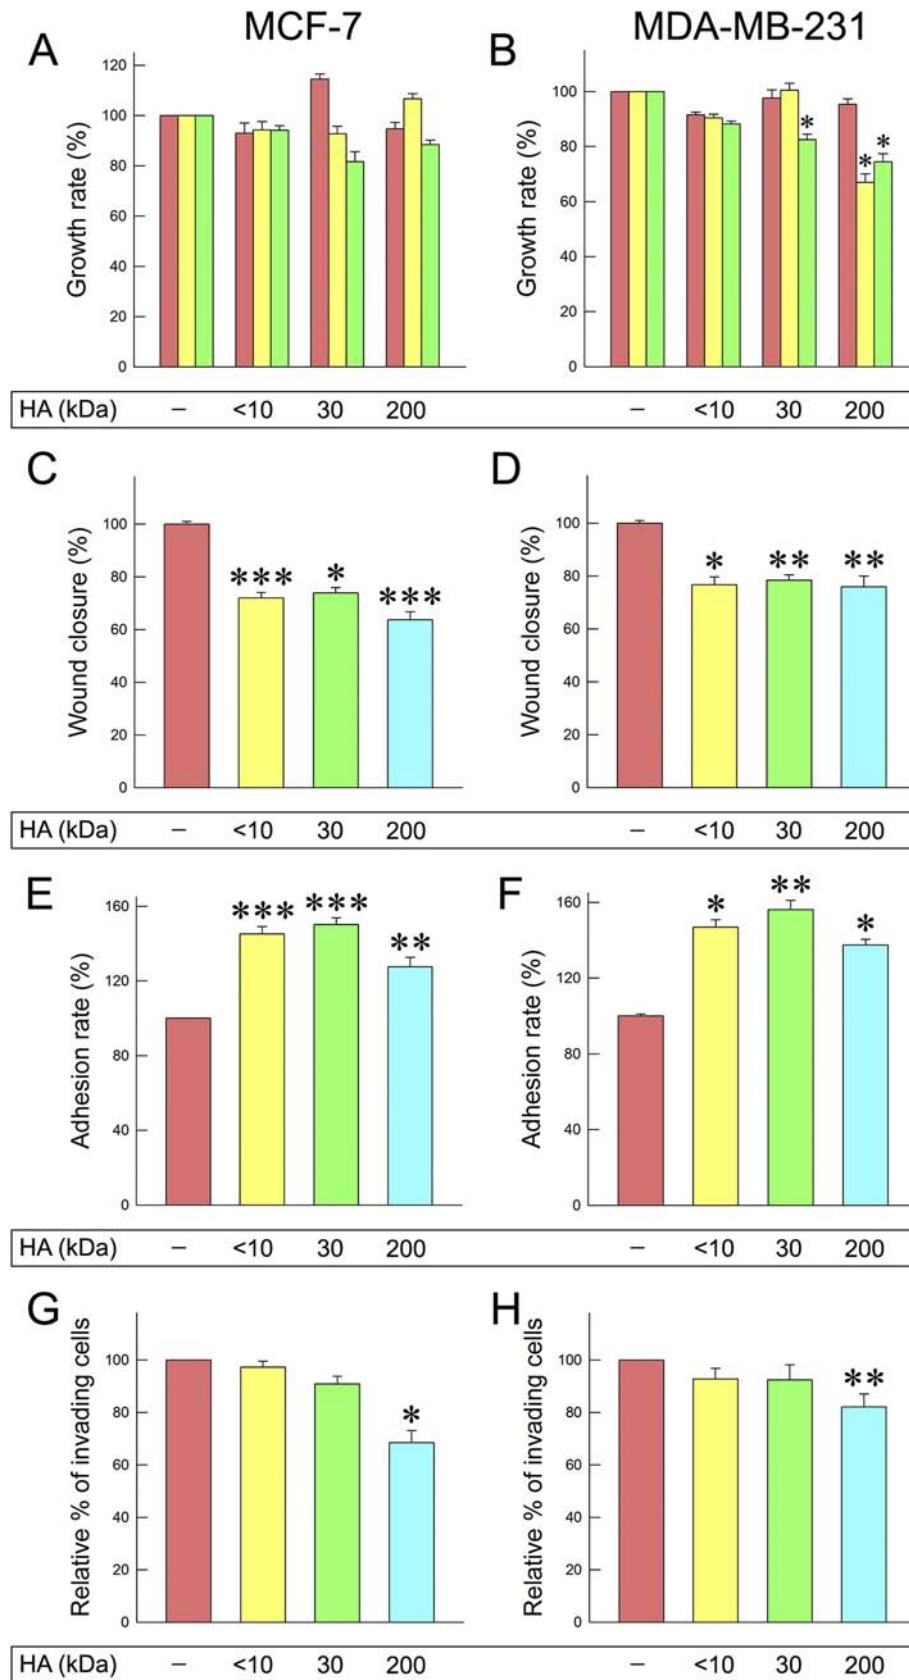 MCF-7 MDA-MB-231
A B
Growth rate (%)
120
100
80
60
40
20
0
Growth rate (%)
100
80
60
40
20
0
*
*
*
HA (kDa) – <10 30 200 – <10 30 200
C D
Wound closure (%)
100
80
60
40
20
0
*** * ***
Wound closure (%)
100
80
60
40
20
0
* ** **
HA (kDa) – <10 30 200 – <10 30 200
E F
Adhesion rate (%)
160
120
80
40
0
*** *** **
Adhesion rate (%)
160
120
80
40
0
* ** *
HA (kDa) – <10 30 200 – <10 30 200
G H
Relative % of invading cells
100
80
60
40
20
0
*
Relative % of invading cells
100
80
60
40
20
0
**
HA (kDa) – <10 30 200 – <10 30 200